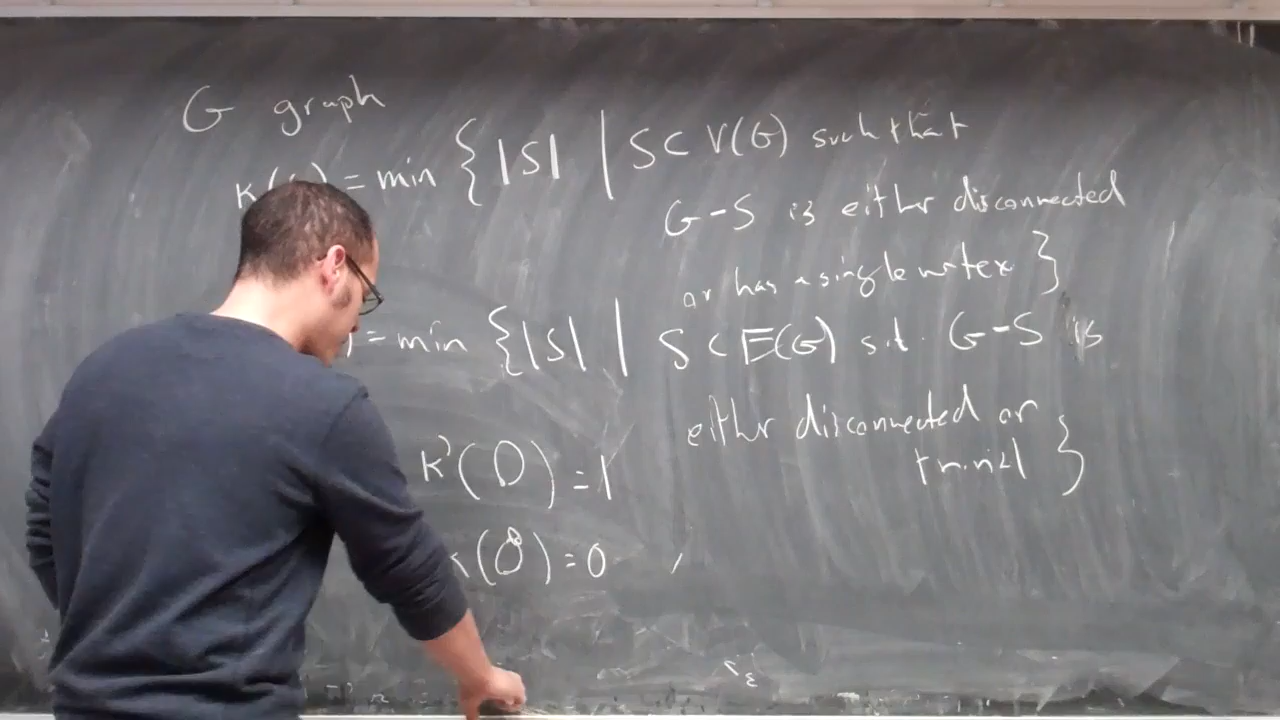 G graph
κ( ) = min { |S| | S ⊂ V(G) such that
G-S is either disconnected
or has a single vertex }
= min { |S| | S ⊂ E(G) s.t. G-S is
either disconnected or
trivial }
κ'( ) = 1
κ( ) = 0 ,